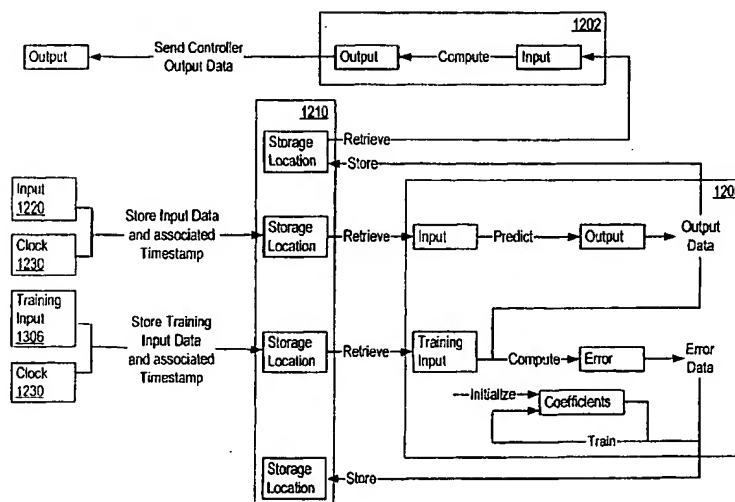 1202
Output
Send Controller
Output Data
Output
Compute
Input
1210
Storage
Location
Retrieve
Store
120
Input
1220
Clock
1230
Store Input Data
and associated
Timestamp
Storage
Location
Retrieve
Input
Predict
Output
Output
Data
Training
Input
1306
Clock
1230
Store Training
Input Data
and associated
Timestamp
Storage
Location
Retrieve
Training
Input
Compute
Error
Error
Data
Initialize
Coefficients
Train
Storage
Location
Store